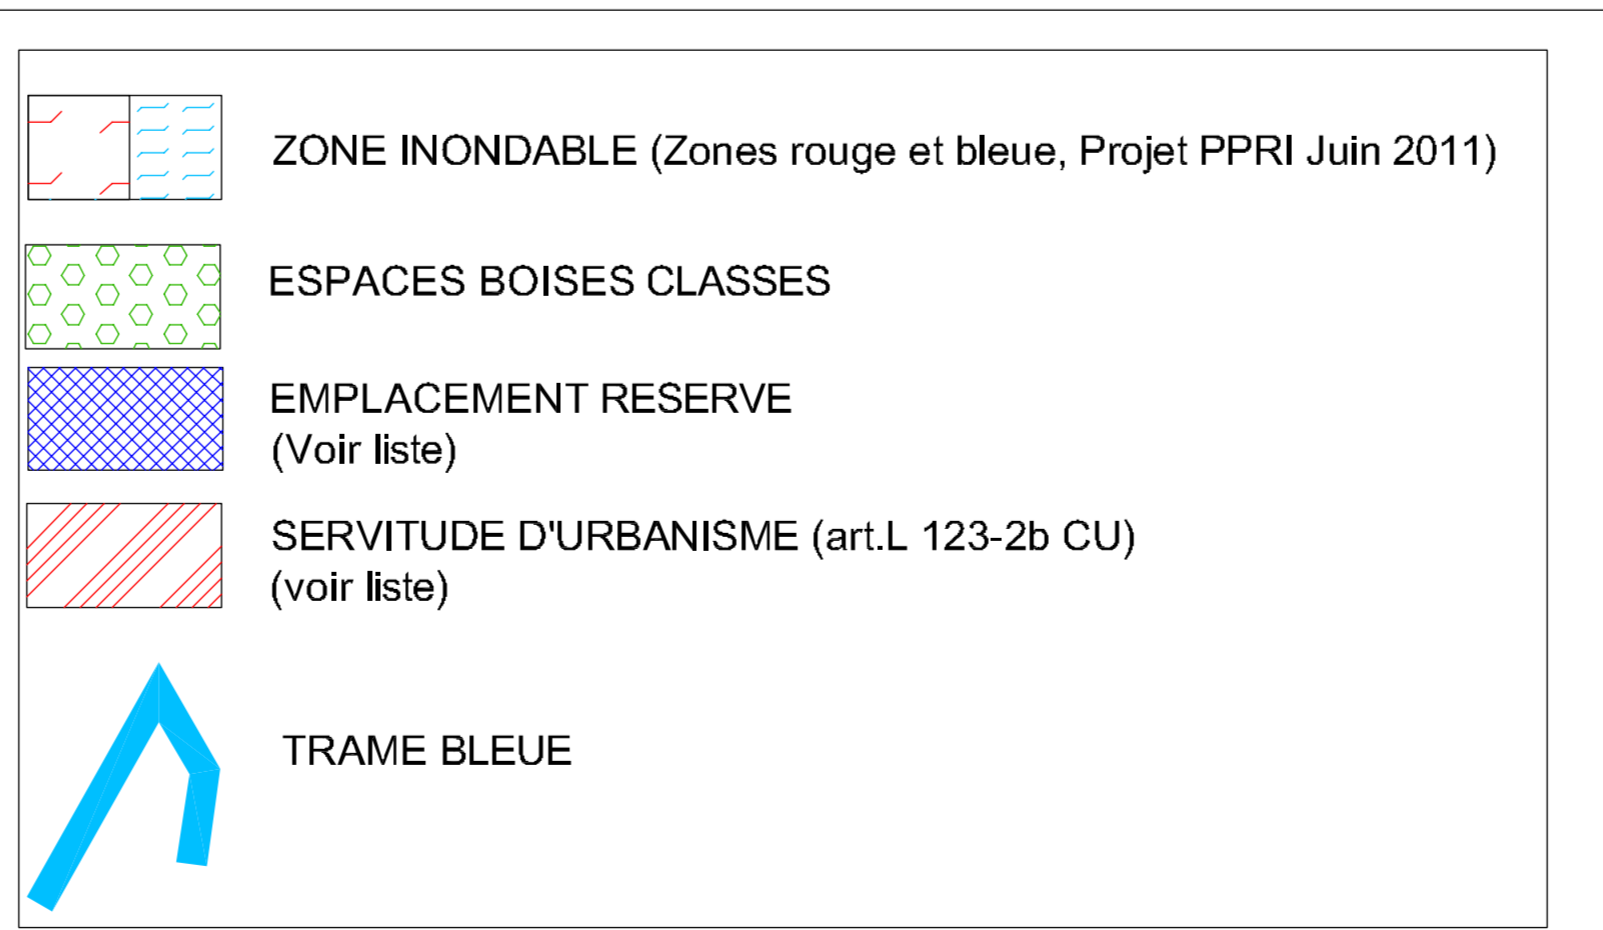 ZONE INONDABLE (Zones rouge et bleue, Projet PPRI Juin 2011)
ESPACES BOISES CLASSES
EMPLACEMENT RESERVE
(Voir liste)
SERVITUDE D'URBANISME (art.L 123-2b CU)
(voir liste)
TRAME BLEUE